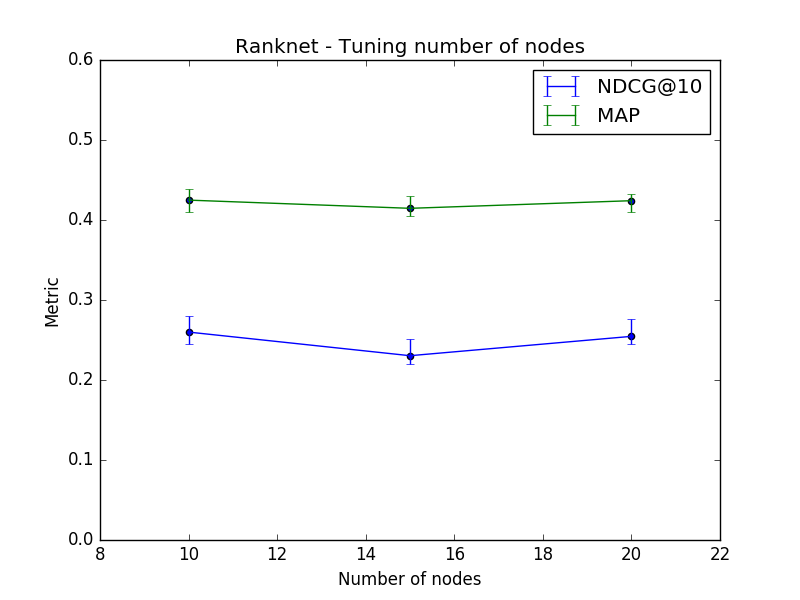 Ranknet - Tuning number of nodes
0.6
0.5
0.4
0.3
0.2
0.1
0.0
Metric
NDCG@10
MAP
8 10 12 14 16 18 20 22
Number of nodes